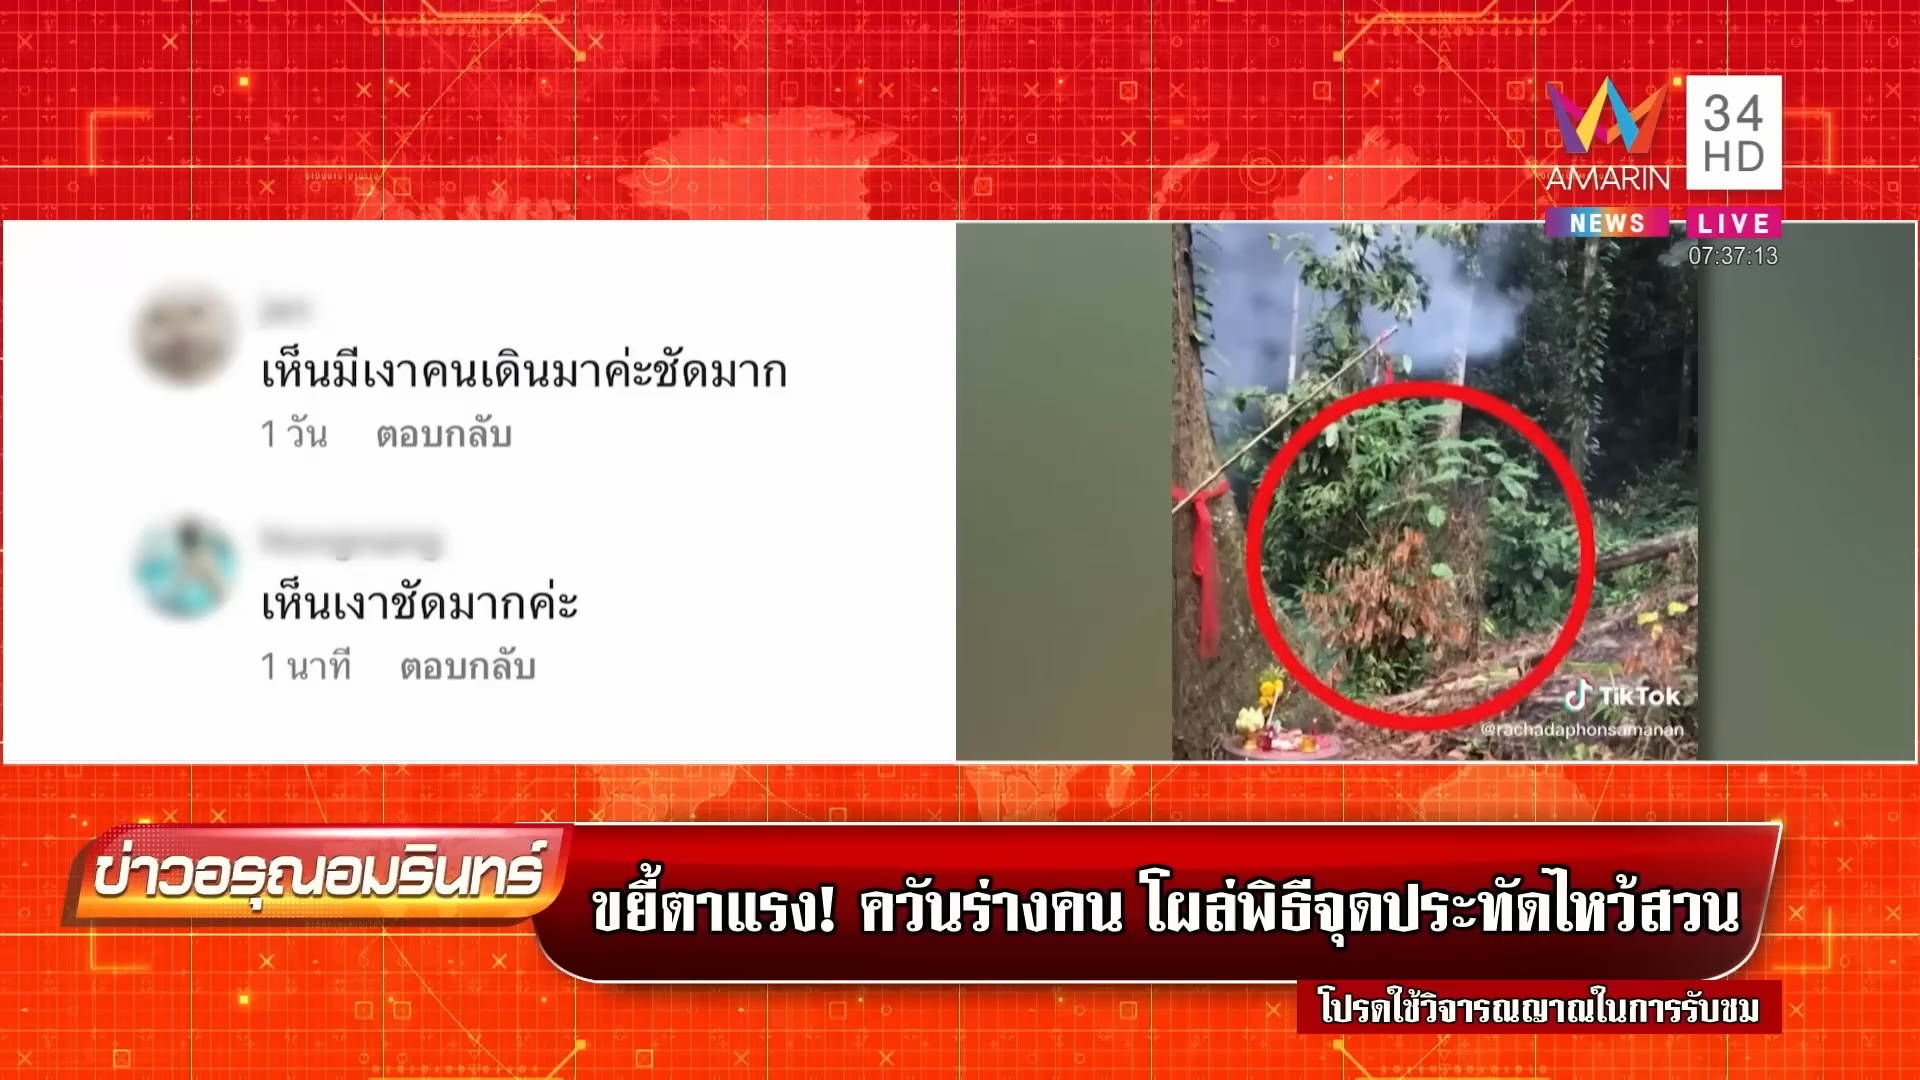 AMARIN
34
HD
NEWS
LIVE
07:37:13
เห็นมีเงาคนเดินมาค่ะชัดมาก
1 วัน ตอบกลับ
เห็นเงาชัดมากค่ะ
1 นาที ตอบกลับ
TikTok
@rachadaphonsamanan
ข่าวอรุณอมรินทร์
ขยี้ตาแรง! ควันร่างคน โผล่พิธีจุดประทัดไหว้สวน
โปรดใช้วิจารณญาณในการรับชม